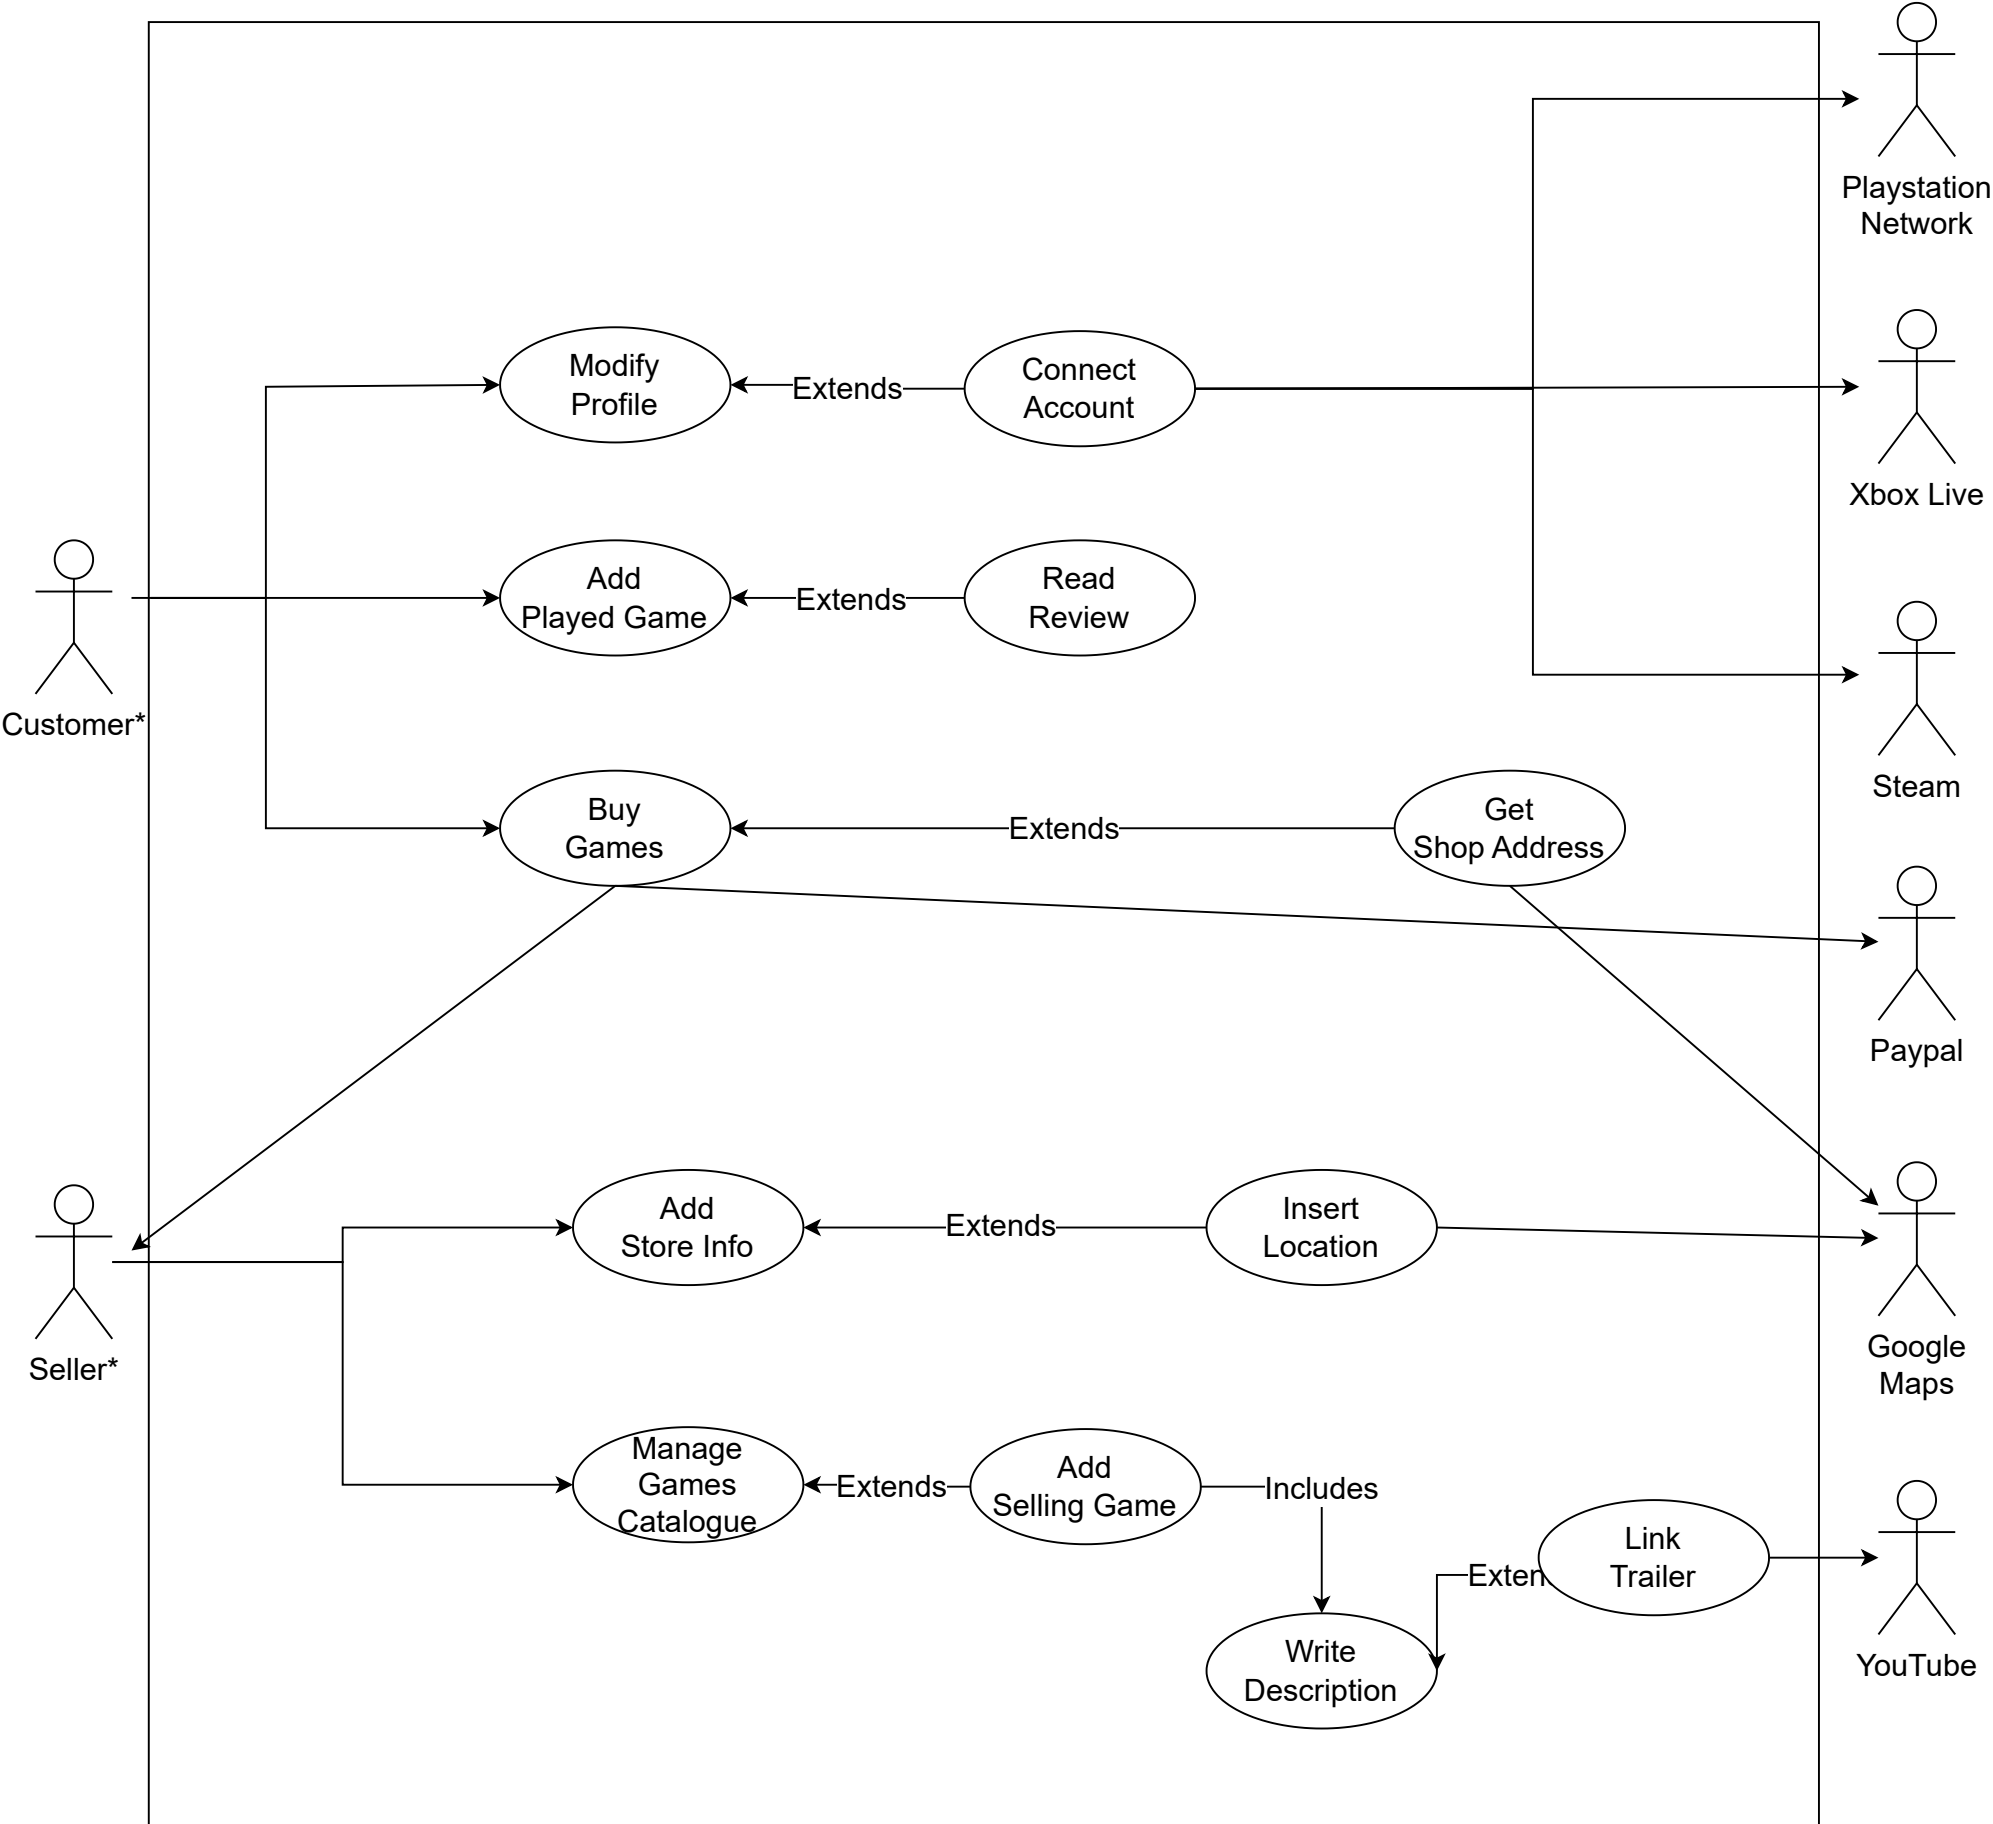 Playstation
Network
Modify
Profile
Extends
Connect
Account
Xbox Live
Add
Played Game
Extends
Read
Review
Customer*
Steam
Buy
Games
Extends
Get
Shop Address
Paypal
Add
Store Info
Extends
Insert
Location
Seller*
Google
Maps
Manage
Games
Catalogue
Extends
Add
Selling Game
Includes
Link
Trailer
Exten
Write
Description
YouTube